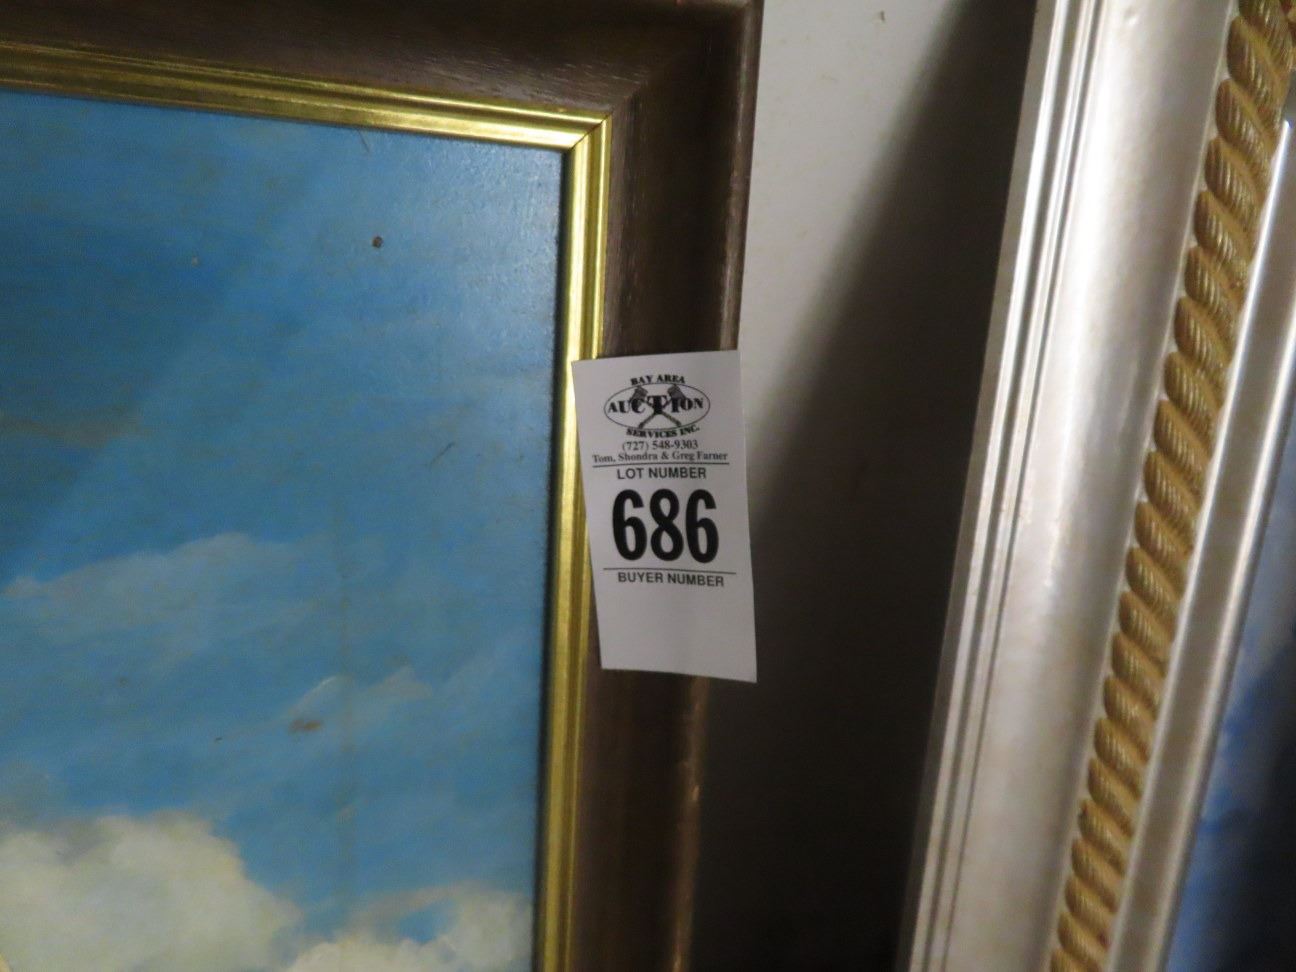 BAY AREA
AUCTION
SERVICES INC.
(727) 548-9303
Tom, Shondra & Greg Farner
LOT NUMBER
686
BUYER NUMBER